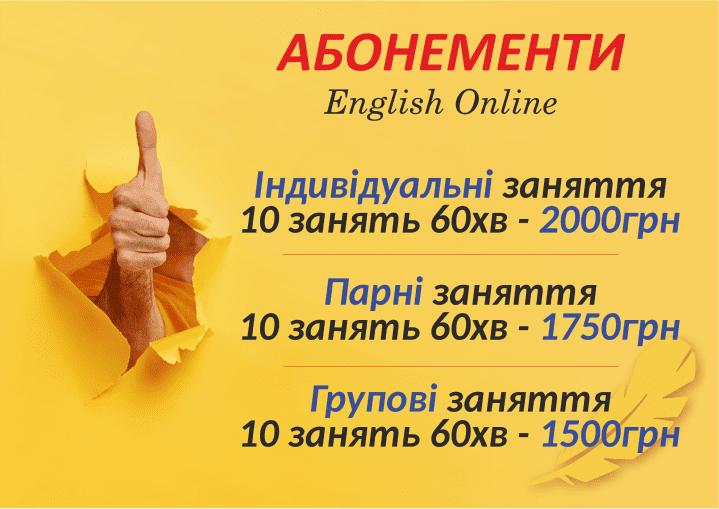 АБОНЕМЕНТИ
English Online
Індивідуальні заняття
10 занять 60хв - 2000грн
Парні заняття
10 занять 60хв - 1750грн
Групові заняття
10 занять 60хв - 1500грн